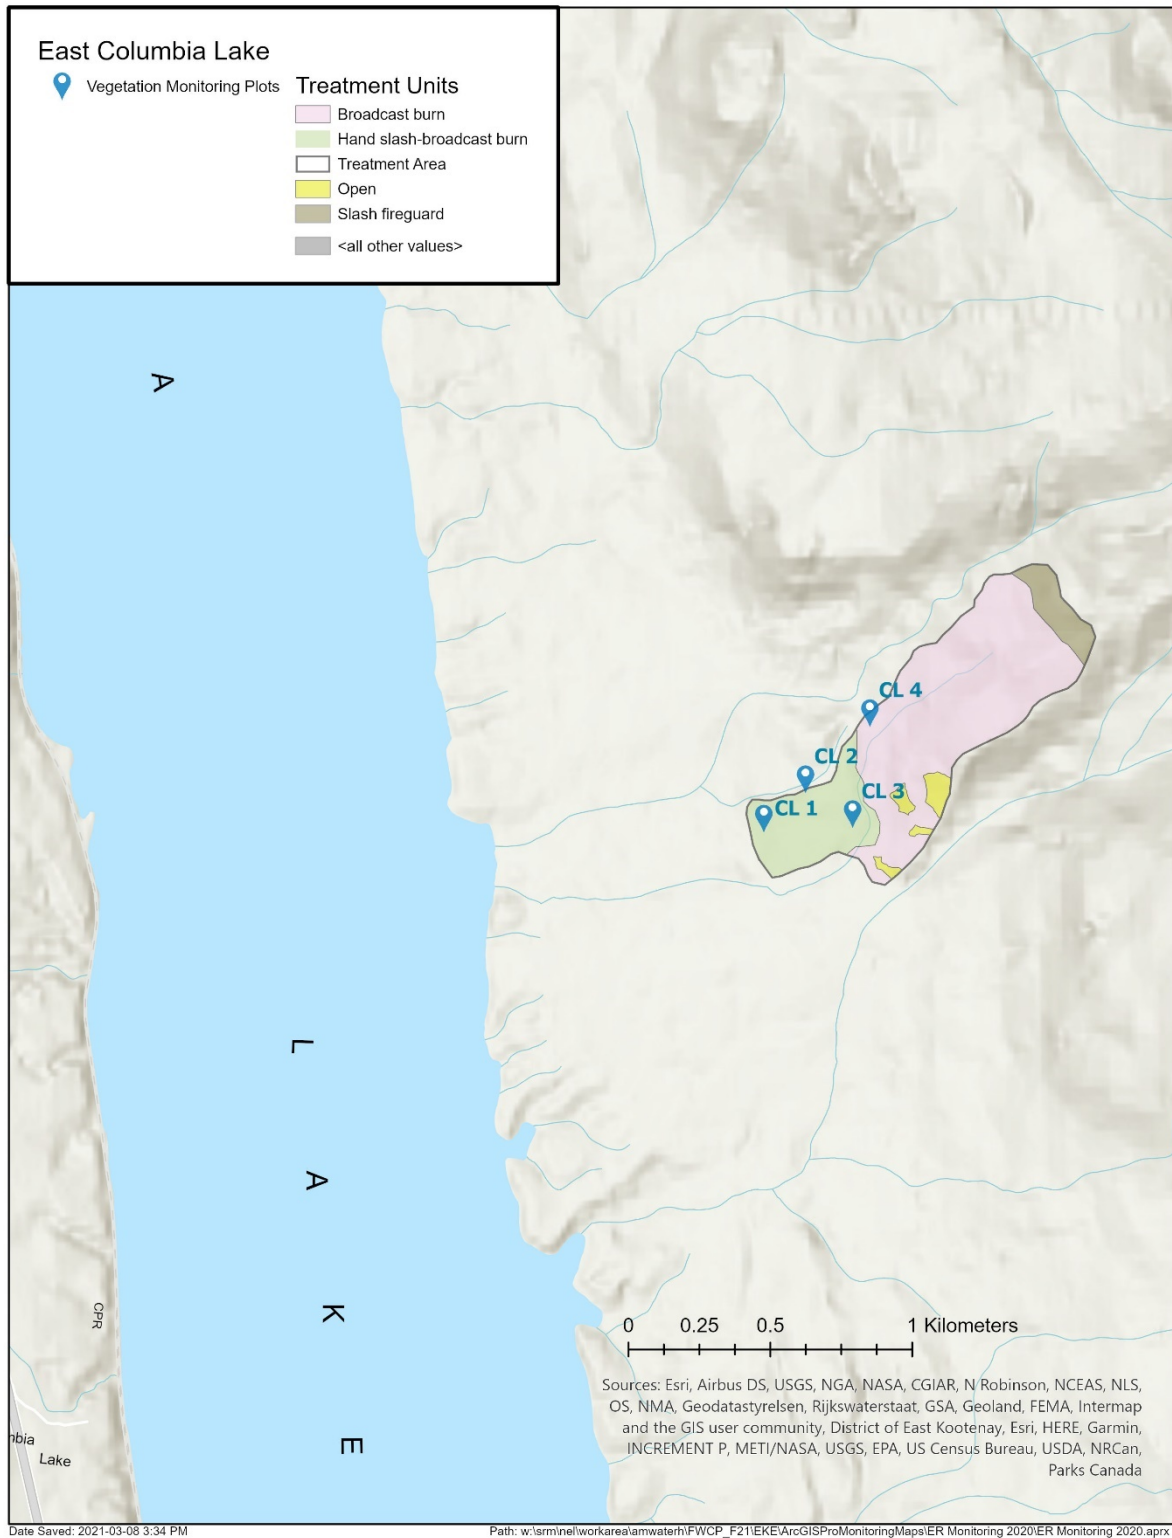 East Columbia Lake
Vegetation Monitoring Plots
Treatment Units
Broadcast burn
Hand slash-broadcast burn
Treatment Area
Open
Slash fireguard
<all other values>
A
CL 4
CL 2
CL 3
CL 1
L
A
K
E
CPR
nbia
Lake
0 0.25 0.5 1 Kilometers
Sources: Esri, Airbus DS, USGS, NGA, NASA, CGIAR, N Robinson, NCEAS, NLS,
OS, NMA, Geodatastyrelsen, Rijkswaterstaat, GSA, Geoland, FEMA, Intermap
and the GIS user community, District of East Kootenay, Esri, HERE, Garmin,
INCREMENT P, METI/NASA, USGS, EPA, US Census Bureau, USDA, NRCan,
Parks Canada
Date Saved: 2021-03-08 3:34 PM
Path: w:\srm\nel\workarea\amwaterh\FWCP_F21\EKE\ArcGISProMonitoringMaps\ER Monitoring 2020\ER Monitoring 2020.aprx